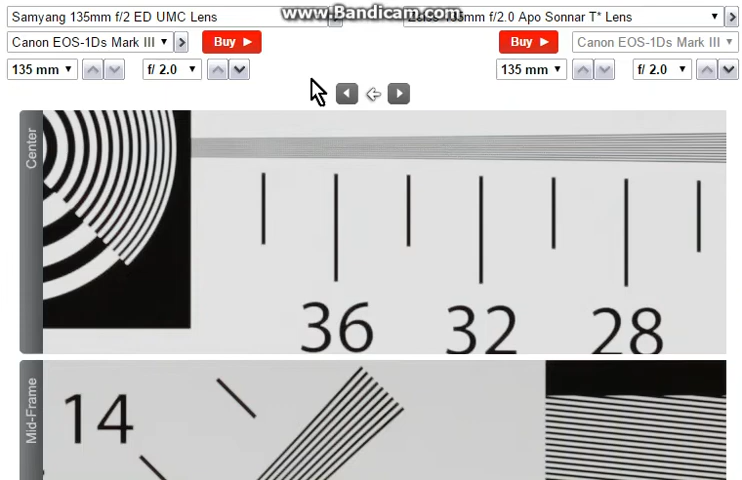 www.Bandicam.com
Samyang 135mm f/2 ED UMC Lens
135mm f/2.0 Apo Sonnar T* Lens
Canon EOS-1Ds Mark III
Buy
Buy
Canon EOS-1Ds Mark III
135 mm
f/ 2.0
135 mm
f/ 2.0
Center
36 32 28
Mid-Frame
14